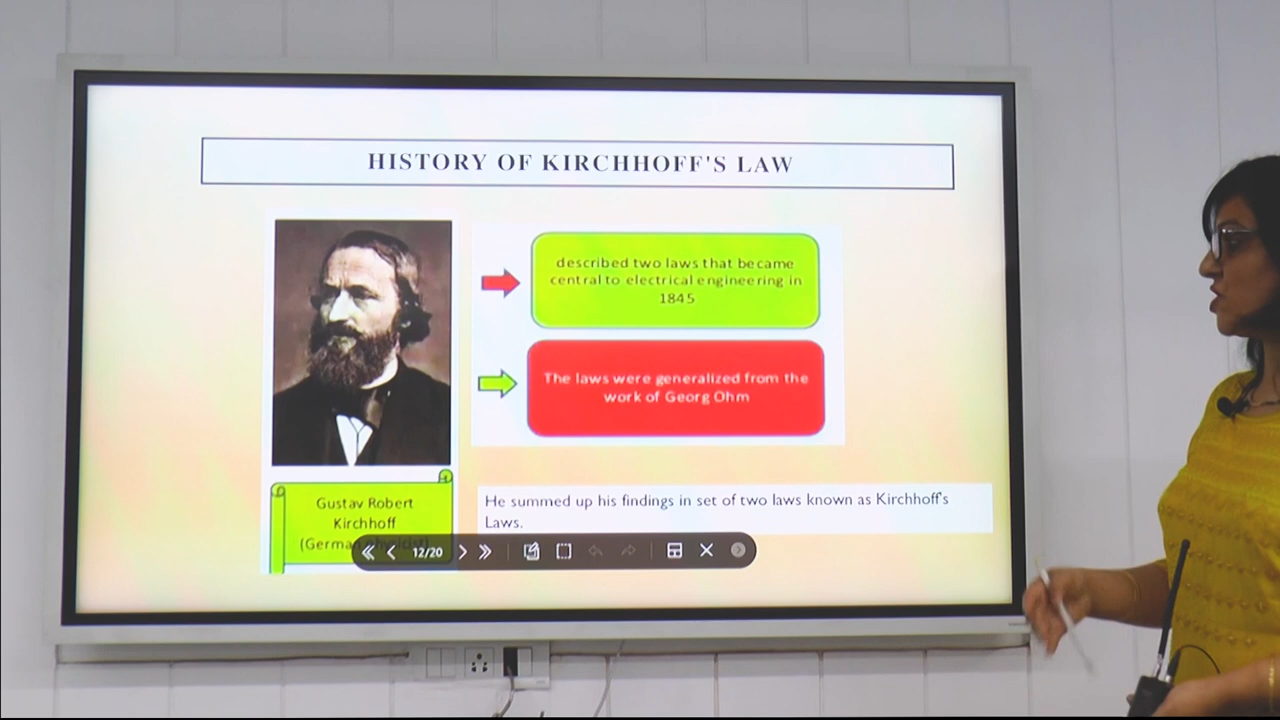 HISTORY OF KIRCHHOFF'S LAW
described two laws that became
central to electrical engineering in
1845
The laws were generalized from the
work of Georg Ohm
Gustav Robert
Kirchhoff
(German
He summed up his findings in set of two laws known as Kirchhoff's
Laws.
12/20